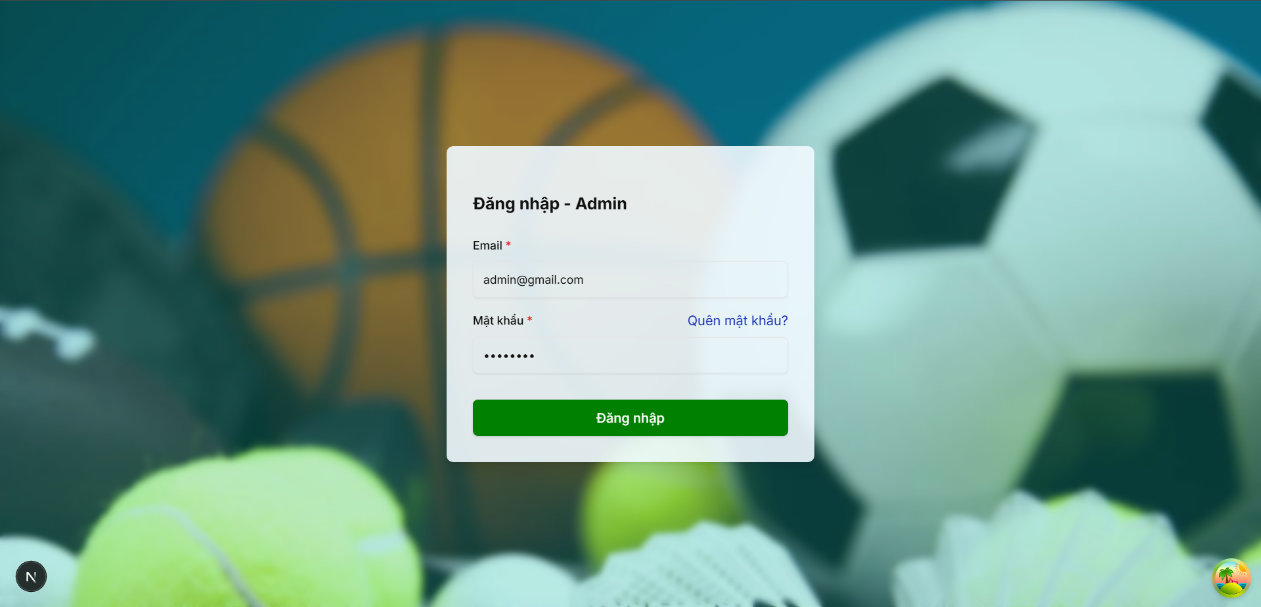 Đăng nhập - Admin
Email *
admin@gmail.com
Mật khẩu * Quên mật khẩu?
••••••••
Đăng nhập
N